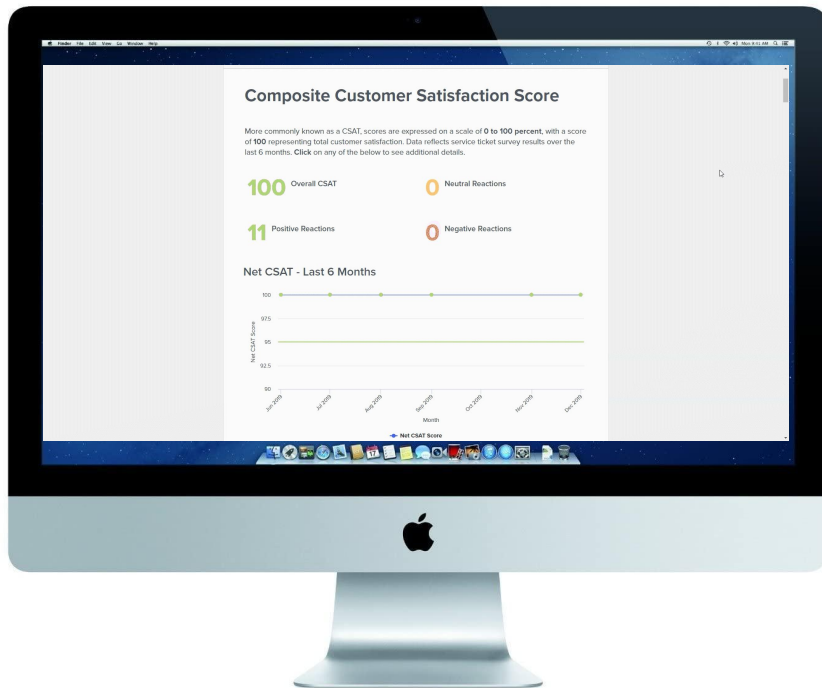 Finder File Edit View Go Window Help
Mon 9:41 AM
Composite Customer Satisfaction Score
More commonly known as a CSAT, scores are expressed on a scale of 0 to 100 percent, with a score
of 100 representing total customer satisfaction. Data reflects service ticket survey results over the
last 6 months. Click on any of the below to see additional details.
100 Overall CSAT
0 Neutral Reactions
11 Positive Reactions
0 Negative Reactions
Net CSAT - Last 6 Months
Net CSAT Score
100
97.5
95
92.5
90
Jun 2019
Jul 2019
Aug 2019
Sep 2019
Oct 2019
Nov 2019
Dec 2019
Month
Net CSAT Score
17